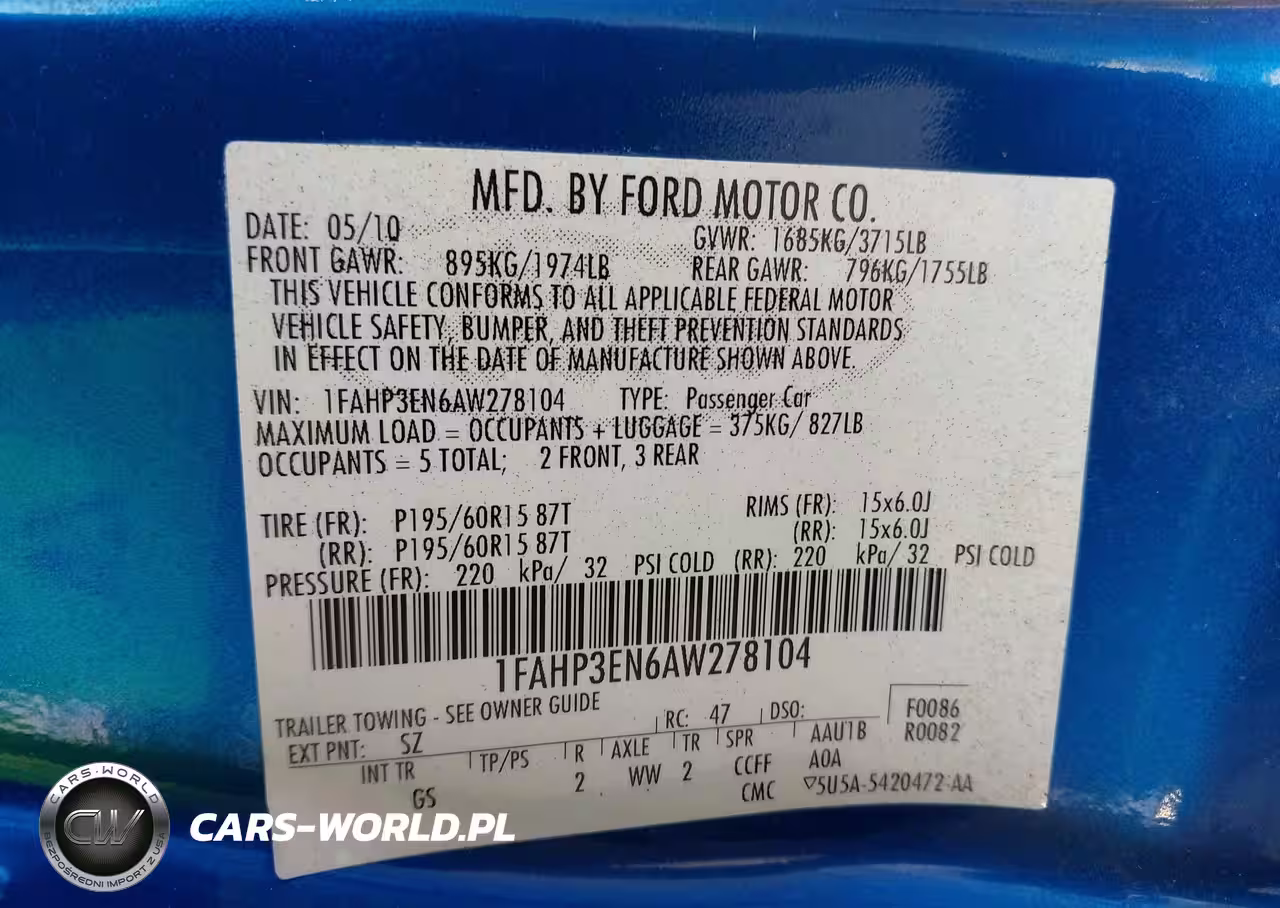 MFD. BY FORD MOTOR CO.
DATE: 05/10 GVWR: 1685KG/3715LB
FRONT GAWR: 895KG/1974LB REAR GAWR: 796KG/1755LB
THIS VEHICLE CONFORMS TO ALL APPLICABLE FEDERAL MOTOR
VEHICLE SAFETY, BUMPER, AND THEFT PREVENTION STANDARDS
IN EFFECT ON THE DATE OF MANUFACTURE SHOWN ABOVE.
VIN: 1FAHP3EN6AW278104 TYPE: Passenger Car
MAXIMUM LOAD = OCCUPANTS + LUGGAGE = 375KG/ 827LB
OCCUPANTS = 5 TOTAL; 2 FRONT, 3 REAR
TIRE (FR): P195/60R15 87T RIMS (FR): 15x6.0J
(RR): P195/60R15 87T (RR): 15x6.0J
PRESSURE (FR): 220 kPa/ 32 PSI COLD (RR): 220 kPa/ 32 PSI COLD
1FAHP3EN6AW278104
TRAILER TOWING - SEE OWNER GUIDE
EXT PNT: SZ RC: 47 DSO: F0086
R0082
INT TR TP/PS R AXLE TR SPR AAU1B
GS 2 WW 2 CCFF A0A
CMC ▽5U5A-5420472-AA
CARS-WORLD
CW
BEZPOŚREDNI IMPORT Z USA
CARS-WORLD.PL